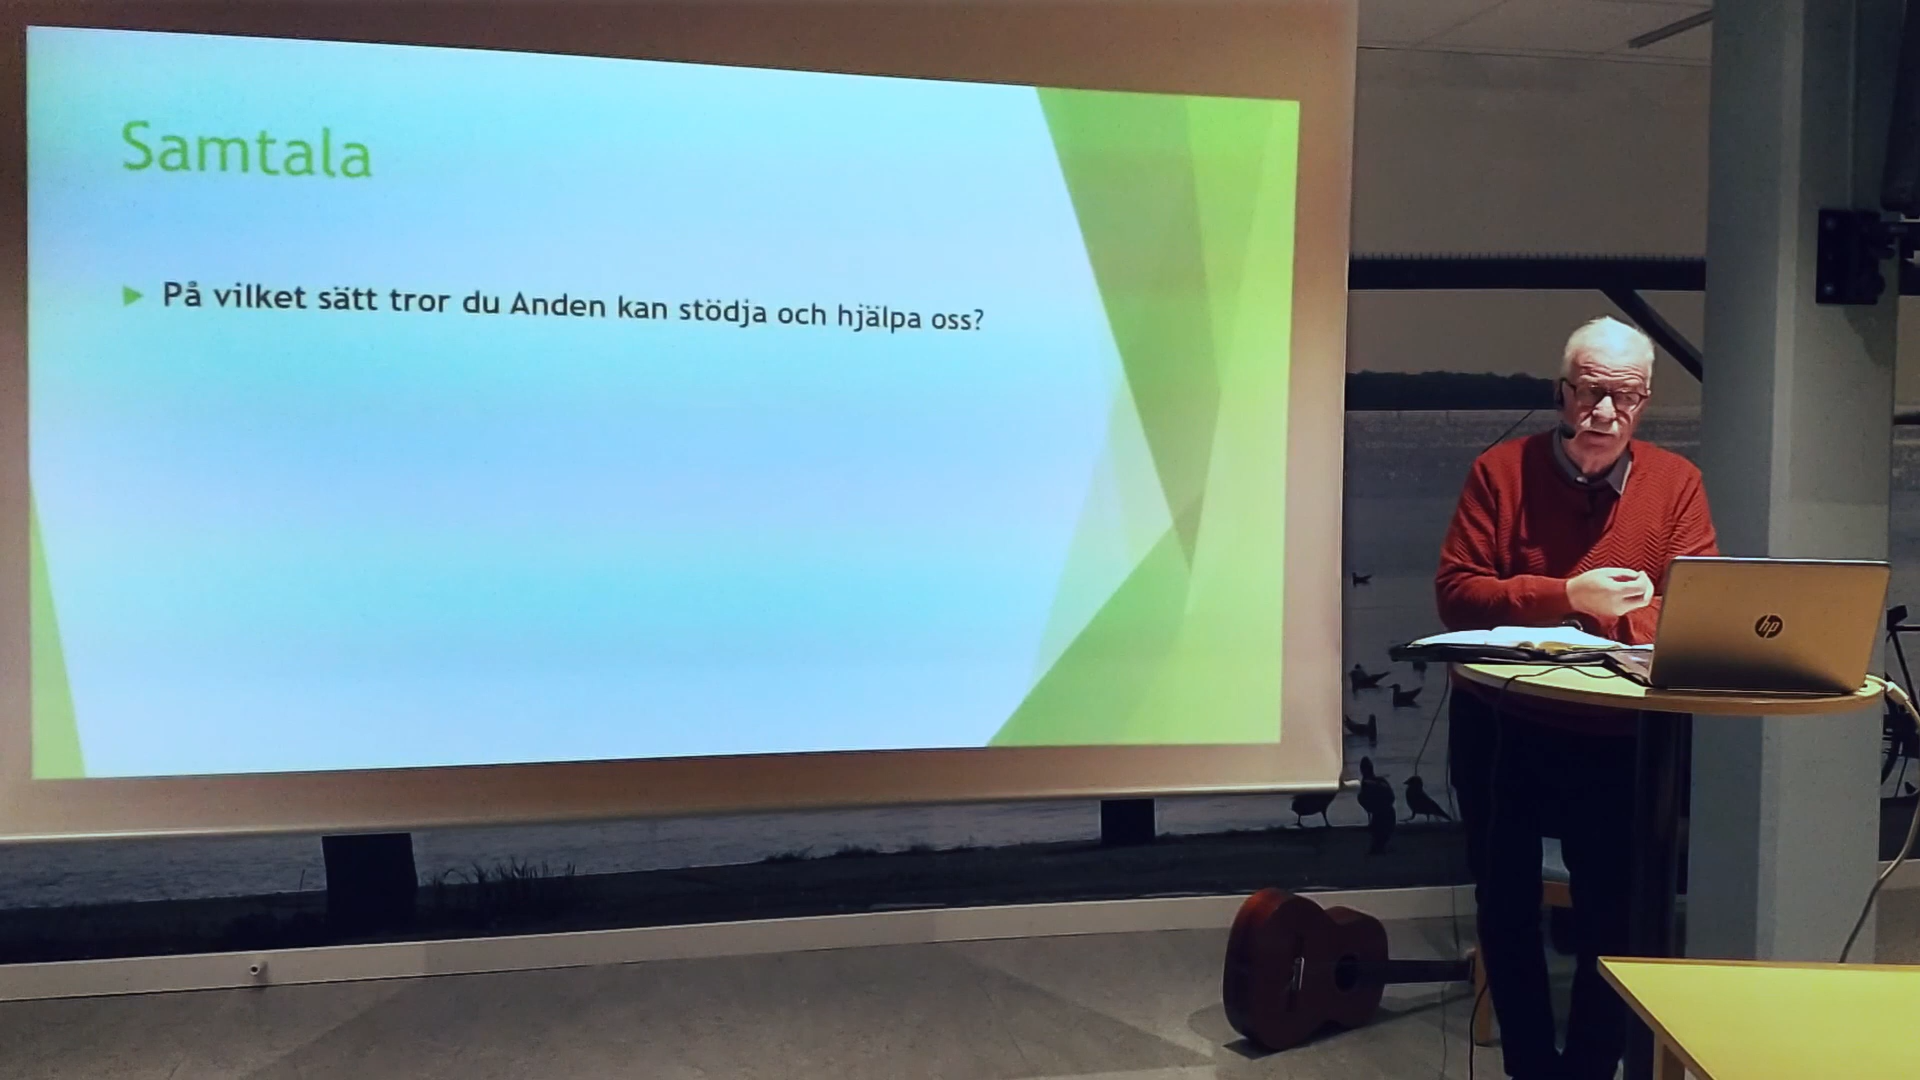 Samtala
På vilket sätt tror du Anden kan stödja och hjälpa oss?
hp